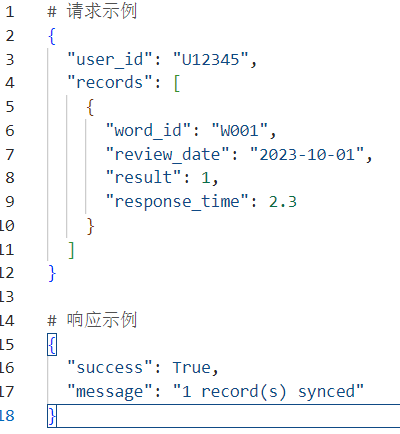 1 # 请求示例
2 {
3   "user_id": "U12345",
4   "records": [
5     {
6       "word_id": "W001",
7       "review_date": "2023-10-01",
8       "result": 1,
9       "response_time": 2.3
10     }
11   ]
12 }
13
14 # 响应示例
15 {
16   "success": True,
17   "message": "1 record(s) synced"
18 }